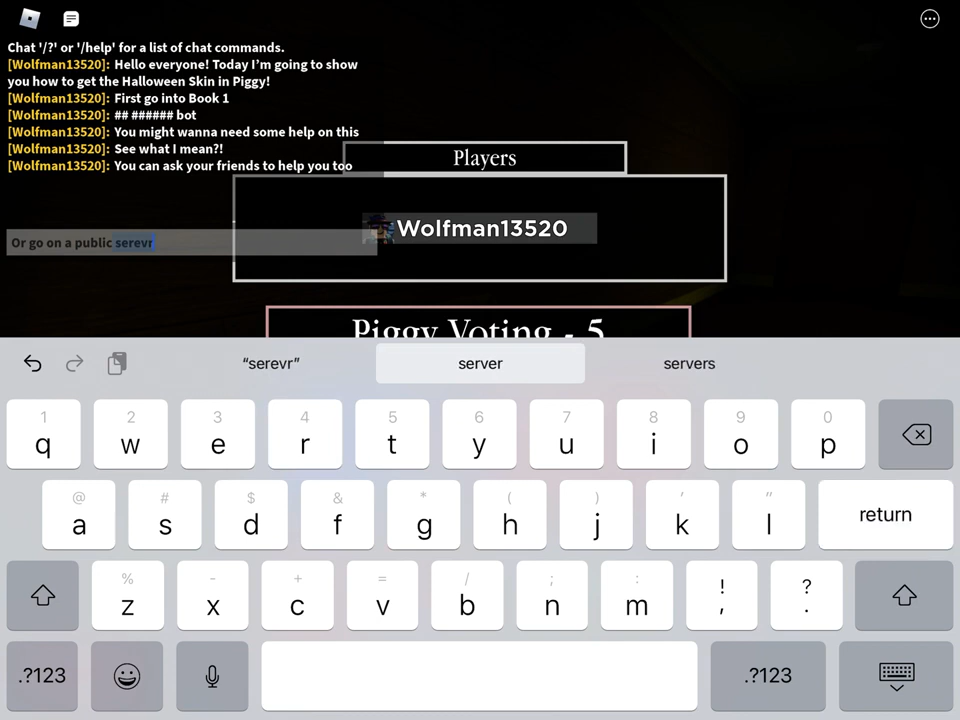 Chat '/?' or '/help' for a list of chat commands.
[Wolfman13520]: Hello everyone! Today I'm going to show
you how to get the Halloween Skin in Piggy!
[Wolfman13520]: First go into Book 1
[Wolfman13520]: ## ###### bot
[Wolfman13520]: You might wanna need some help on this
[Wolfman13520]: See what I mean?!
[Wolfman13520]: You can ask your friends to help you too
Players
Wolfman13520
Or go on a public serevr
Piggy Voting - 5
“serevr” server servers
1 2 3 4 5 6 7 8 9 0
q w e r t y u i o p
@ # $ & * ( ) ' "
a s d f g h j k l return
% - + = / ; : ! ?
z x c v b n m , .
.?123 .?123